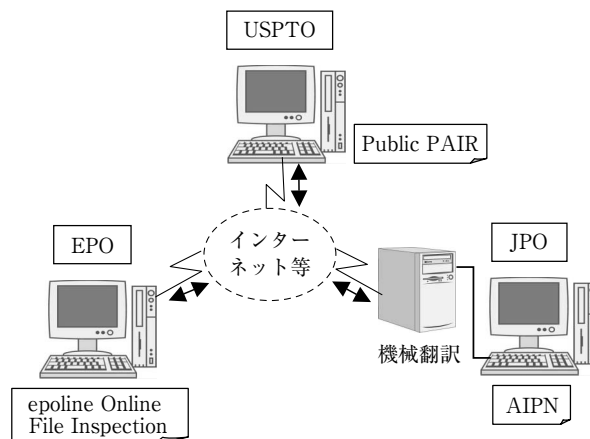 USPTO
Public PAIR
インター
ネット等
EPO
JPO
機械翻訳
epoline Online
File Inspection
AIPN